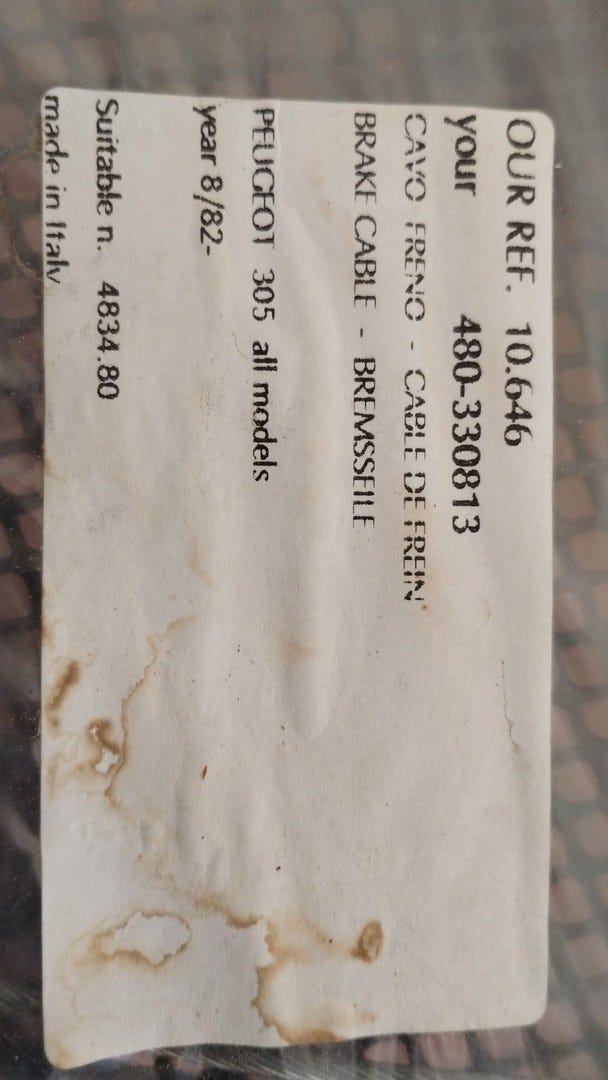 OUR REF. 10.646
your 480-330813
CAVO FRENO - CABLE DE FREIN
BRAKE CABLE - BREMSSEILE
PEUGEOT 305 all models
year 8/82-
Suitable n. 4834.80
made in Italy